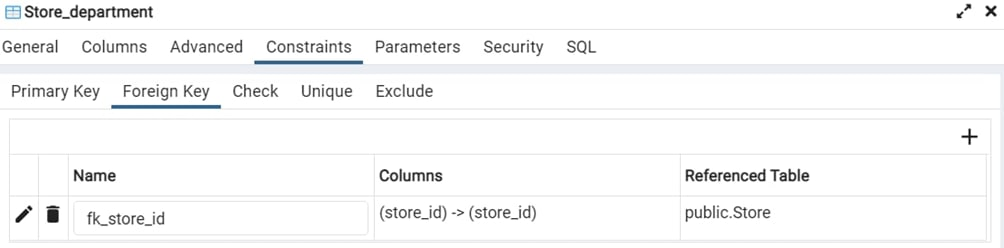 Store_department
General Columns Advanced Constraints Parameters Security SQL
Primary Key Foreign Key Check Unique Exclude
Name Columns Referenced Table
fk_store_id (store_id) -> (store_id) public.Store